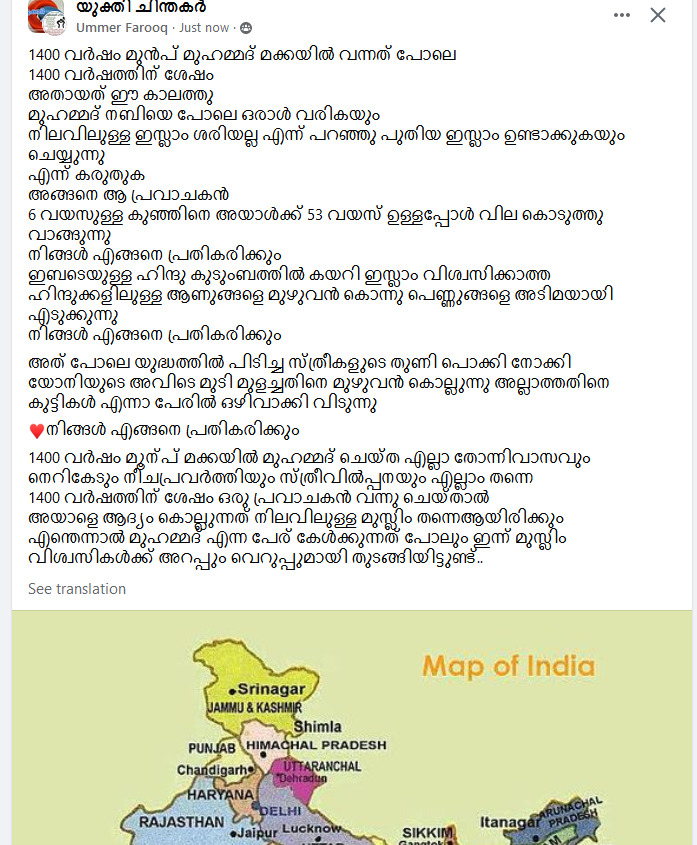 യുക്തി ചിന്തകർ
Ummer Farooq · Just now ·
1400 വർഷം മുൻപ് മുഹമ്മദ് മക്കയിൽ വന്നത് പോലെ
1400 വർഷത്തിന് ശേഷം
അതായത് ഈ കാലത്തു
മുഹമ്മദ് നബിയെ പോലെ ഒരാൾ വരികയും
നിലവിലുള്ള ഇസ്ലാം ശരിയല്ല എന്ന് പറഞ്ഞു പുതിയ ഇസ്ലാം ഉണ്ടാക്കുകയും
ചെയ്യുന്നു
എന്ന് കരുതുക
അങ്ങനെ ആ പ്രവാചകൻ
6 വയസുള്ള കുഞ്ഞിനെ അയാൾക്ക് 53 വയസ് ഉള്ളപ്പോൾ വില കൊടുത്തു
വാങ്ങുന്നു
നിങ്ങൾ എങ്ങനെ പ്രതികരിക്കും
ഇബടെയുള്ള ഹിന്ദു കുടുംബത്തിൽ കയറി ഇസ്ലാം വിശ്വസിക്കാത്ത
ഹിന്ദുക്കളിലുള്ള ആണുങ്ങളെ മുഴുവൻ കൊന്നു പെണ്ണുങ്ങളെ അടിമയായി
എടുക്കുന്നു
നിങ്ങൾ എങ്ങനെ പ്രതികരിക്കും
അത് പോലെ യുദ്ധത്തിൽ പിടിച്ച സ്ത്രീകളുടെ തുണി പൊക്കി നോക്കി
യോനിയുടെ അവിടെ മുടി മുളച്ചതിനെ മുഴുവൻ കൊല്ലുന്നു അല്ലാത്തതിനെ
കുട്ടികൾ എന്നാ പേരിൽ ഒഴിവാക്കി വിടുന്നു
❤️നിങ്ങൾ എങ്ങനെ പ്രതികരിക്കും
1400 വർഷം മുന്പ് മക്കയിൽ മുഹമ്മദ് ചെയ്ത എല്ലാ തോന്നിവാസവും
നെറികേടും നീചപ്രവർത്തിയും സ്ത്രീവിൽപ്പനയും എല്ലാം തന്നെ
1400 വർഷത്തിന് ശേഷം ഒരു പ്രവാചകൻ വന്നു ചെയ്താൽ
അയാളെ ആദ്യം കൊല്ലുന്നത് നിലവിലുള്ള മുസ്ലിം തന്നെആയിരിക്കും
എന്തെന്നാൽ മുഹമ്മദ് എന്ന പേര് കേൾക്കുന്നത് പോലും ഇന്ന് മുസ്ലിം
വിശ്വസികൾക്ക് അറപ്പും വെറുപ്പുമായി തുടങ്ങിയിട്ടുണ്ട്..
See translation
Map of India
Srinagar
JAMMU & KASHMIR
Shimla
PUNJAB HIMACHAL PRADESH
Chandigarh UTTARANCHAL
Dehradun
HARYANA
DELHI
RAJASTHAN
Jaipur Lucknow
SIKKIM
Itanagar ARUNACHAL
PRADESH